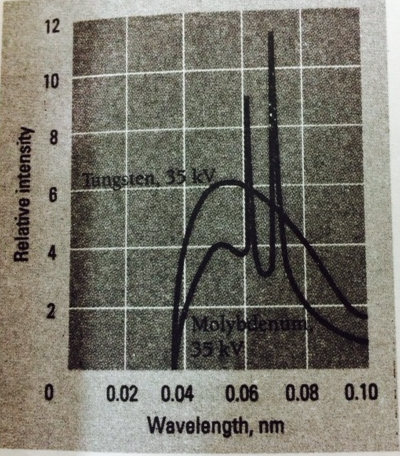 12
10
8
6
4
2
0
Relative intensity
Tungsten, 35 kV
Molybdenum,
35 kV
0.02 0.04 0.06 0.08 0.10
Wavelength, nm